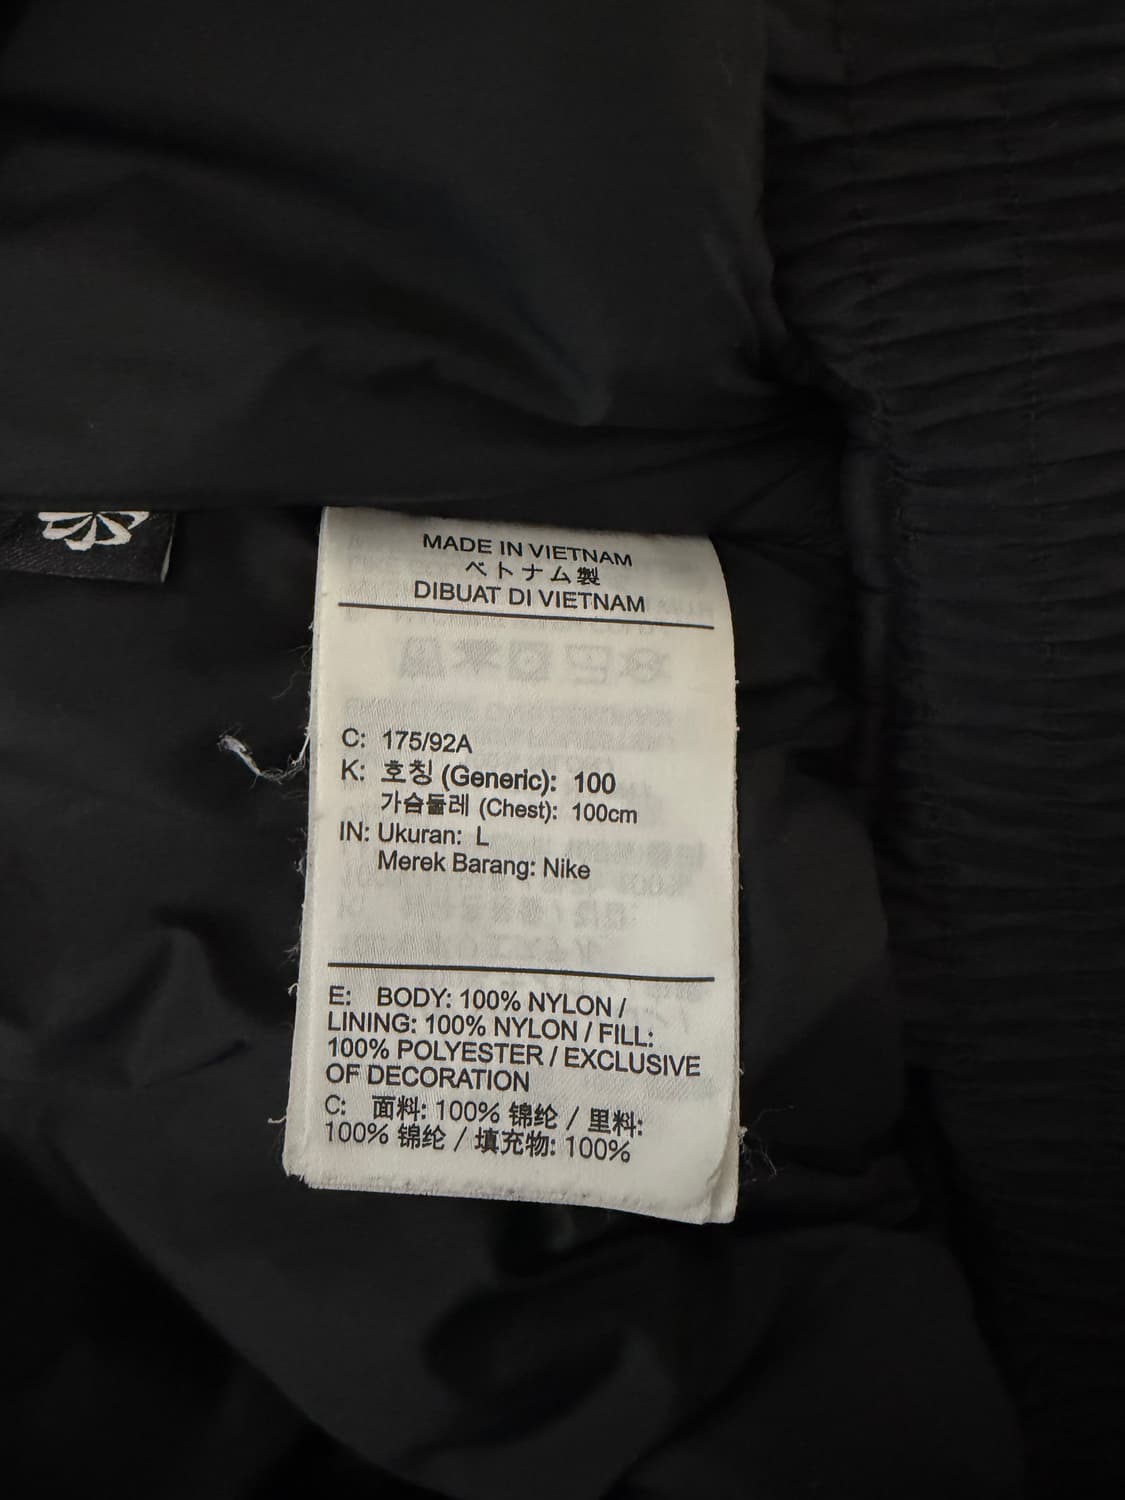 MADE IN VIETNAM
ベトナム製
DIBUAT DI VIETNAM
C: 175/92A
K: 호칭 (Generic): 100
가슴둘레 (Chest): 100cm
IN: Ukuran: L
Merek Barang: Nike
E: BODY: 100% NYLON /
LINING: 100% NYLON / FILL:
100% POLYESTER / EXCLUSIVE
OF DECORATION
C: 面料: 100% 锦纶 / 里料:
100% 锦纶 / 填充物: 100%